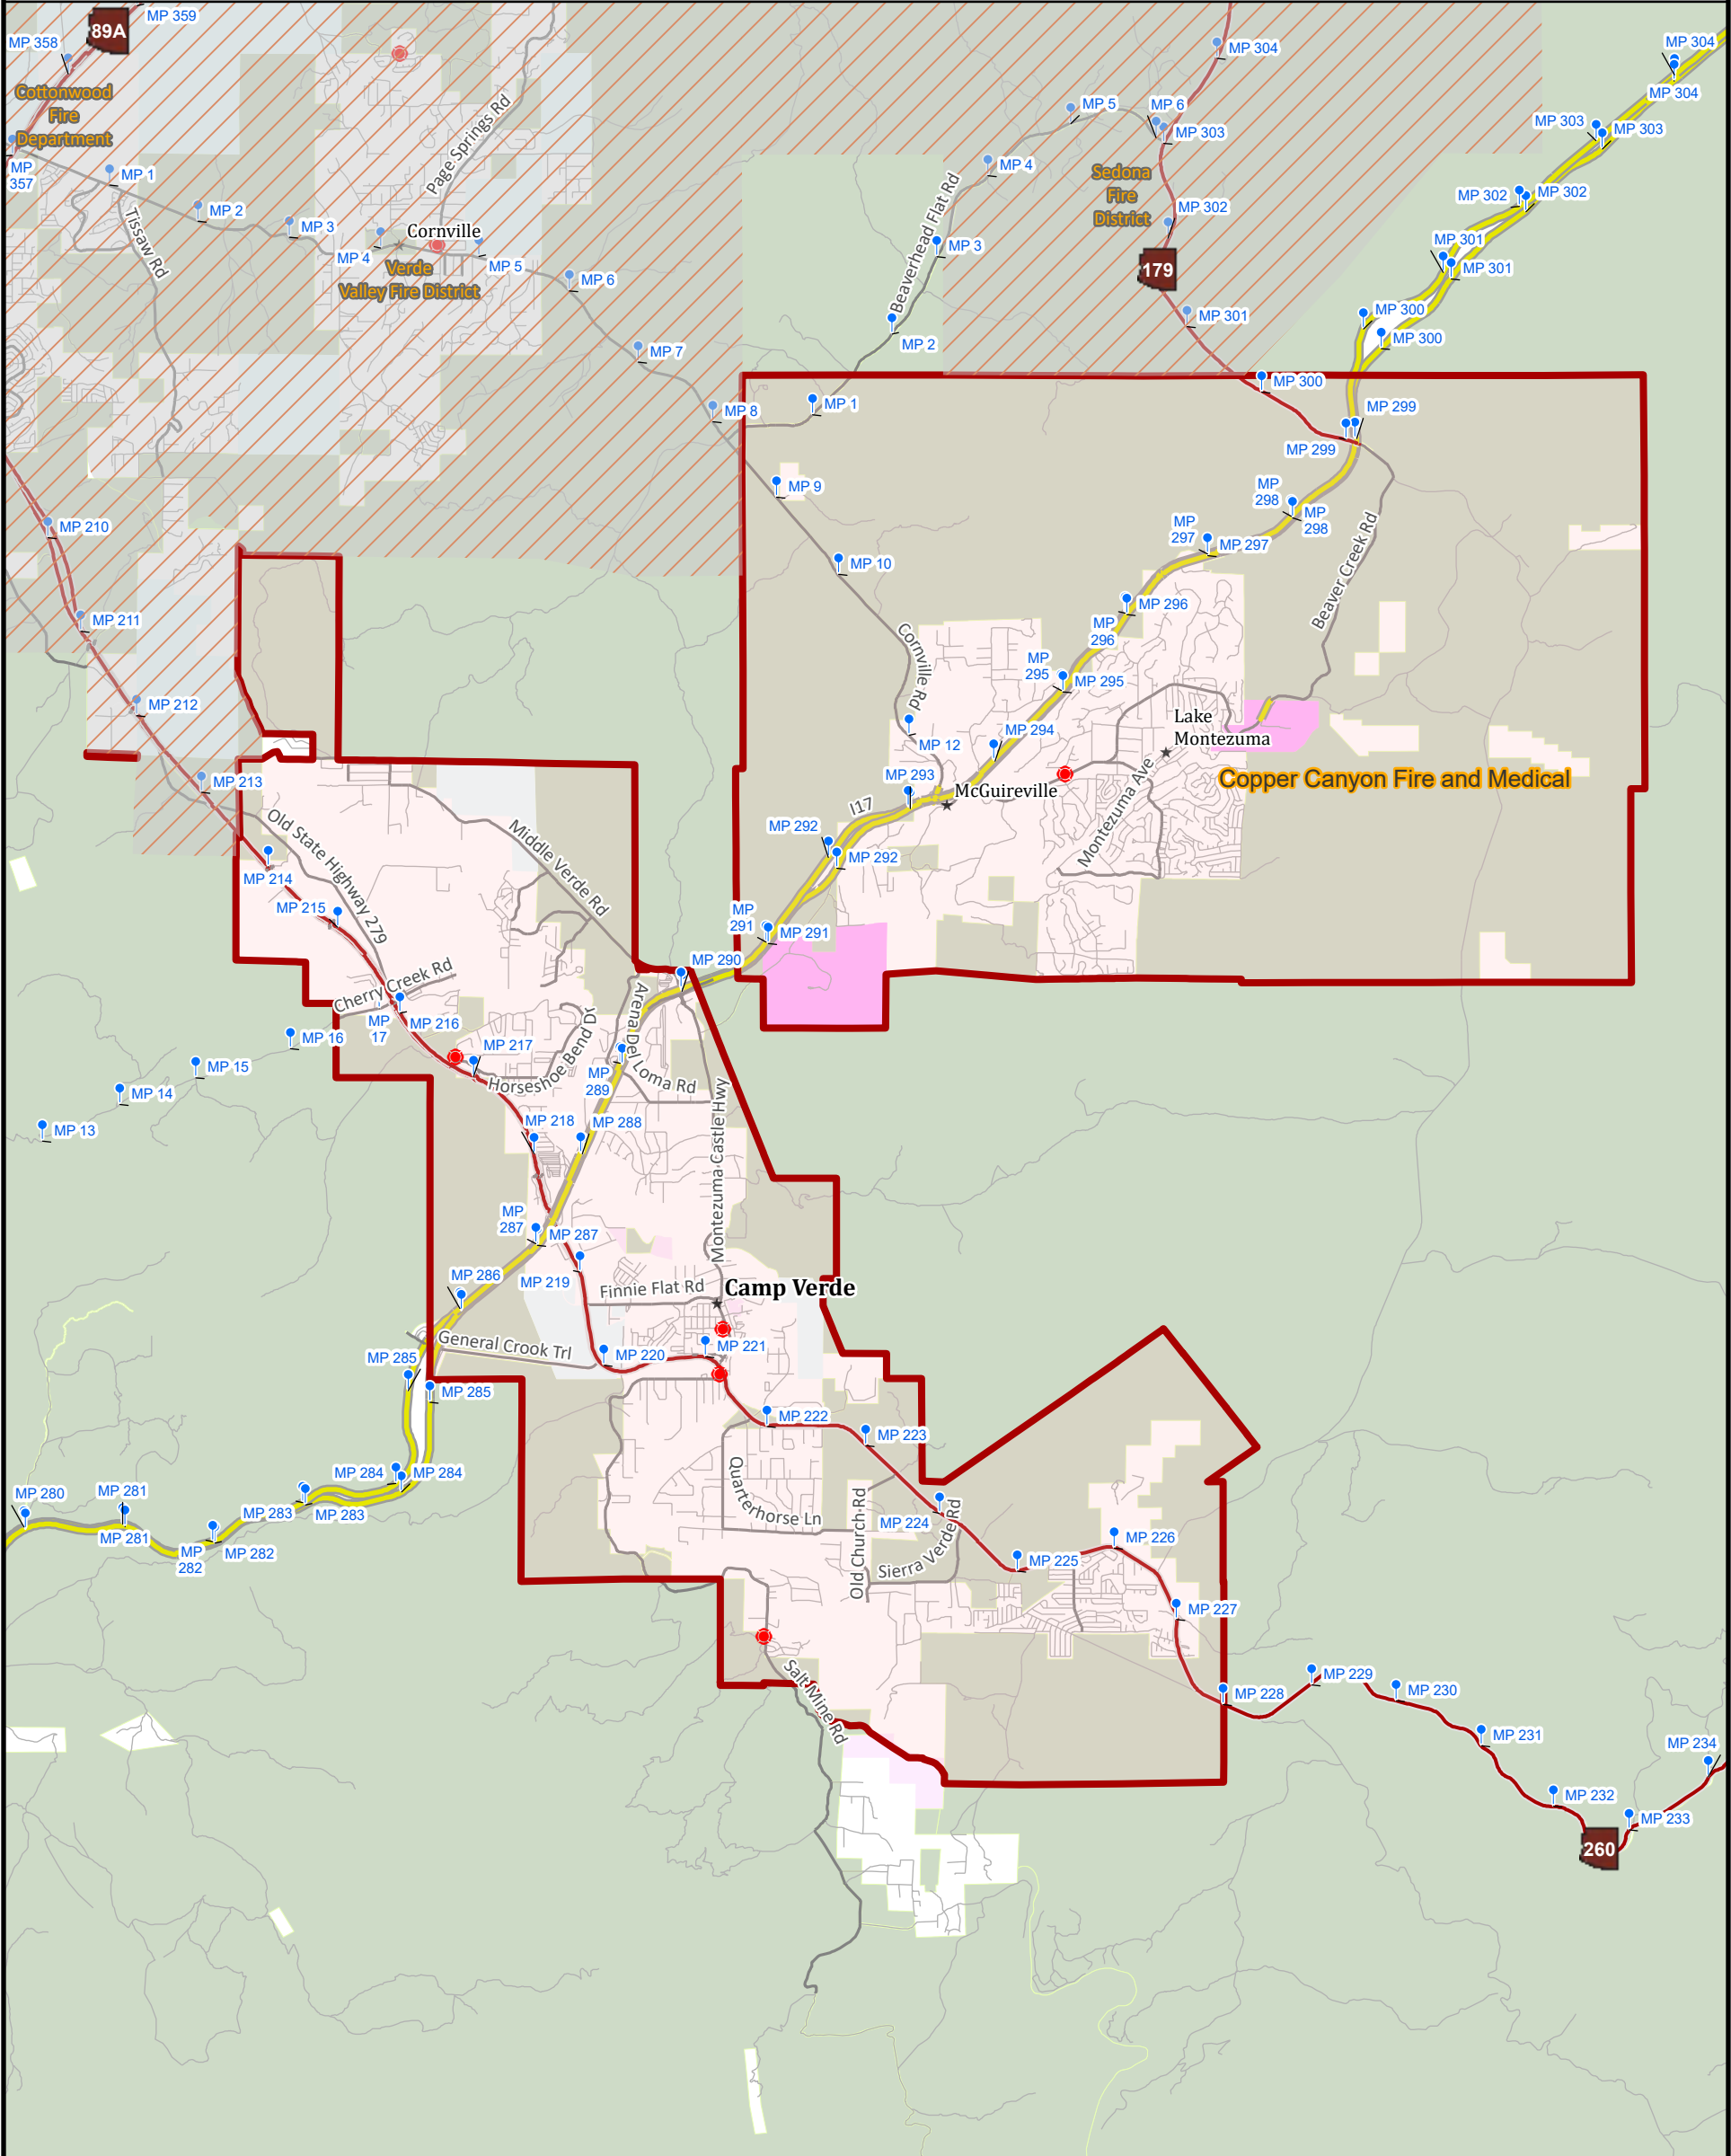 MP 359
89A
MP 358
Cottonwood
Fire
Department
MP
357
MP 1
MP 2
MP 3
MP 4
Cornville
MP 5
MP 6
MP 7
MP 8
Verde
Valley Fire District
Tissaw Rd
Page Springs Rd
MP 304
MP 5
MP 6
MP 303
MP 4
MP 3
MP 2
MP 1
Beaverhead Flat Rd
Sedona
Fire
District
MP 302
179
MP 301
MP 300
MP 304
MP 304
MP 303
MP 303
MP 302
MP 302
MP 301
MP 301
MP 300
MP 300
MP 299
MP 299
MP
298
MP
298
MP
297
MP 297
MP 296
MP
296
MP
295
MP 295
MP 294
MP 293
MP 292
MP 292
MP
291
MP 291
MP 290
MP 9
MP 10
MP 12
Cornville Rd
Beaver Creek Rd
Lake
Montezuma
Copper Canyon Fire and Medical
McGuireville
Montezuma Ave
I17
MP 210
MP 211
MP 212
MP 213
MP 214
MP 215
Old State Highway 279
Middle Verde Rd
Cherry Creek Rd
MP
17
MP 216
MP 16
MP 15
MP 14
MP 13
MP 217
Horseshoe Bend Dr
Arena Del Loma Rd
MP
289
MP 218
MP 288
Montezuma Castle Hwy
MP
287
MP 287
MP 219
MP 286
Finnie Flat Rd
Camp Verde
General Crook Trl
MP 220
MP 221
MP 285
MP 285
MP 222
MP 223
MP 284
MP 284
MP 283
MP 283
MP 280
MP 281
MP 281
MP
282
MP 282
Quarterhorse Ln
Old Church Rd
MP 224
Sierra Verde Rd
MP 225
MP 226
MP 227
MP 228
MP 229
MP 230
MP 231
MP 232
MP 233
MP 234
260
Salt Mine Rd